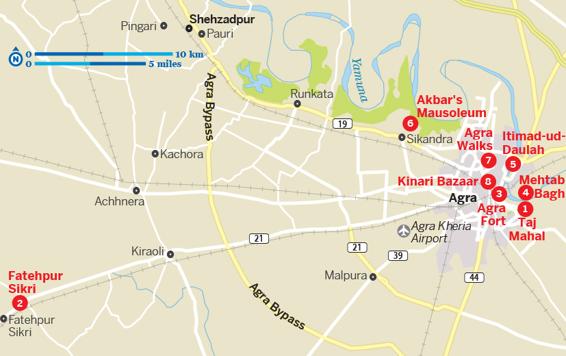 Pingari
Shehzadpur
Pauri
N
0
10 km
0
5 miles
Agra Bypass
Yamuna
Runkata
Akbar's
Mausoleum
6
19
Sikandra
Agra
Walks
7
Itimad-ud-
Daulah
5
Kachora
Kinari Bazaar
8
Mehtab
4
Bagh
Achhnera
Agra
3
Agra
Fort
1
Taj
Mahal
Agra Kheria
Airport
21
21
39
Kiraoli
Malpura
44
Fatehpur
Sikri
2
Fatehpur
Sikri
Agra Bypass